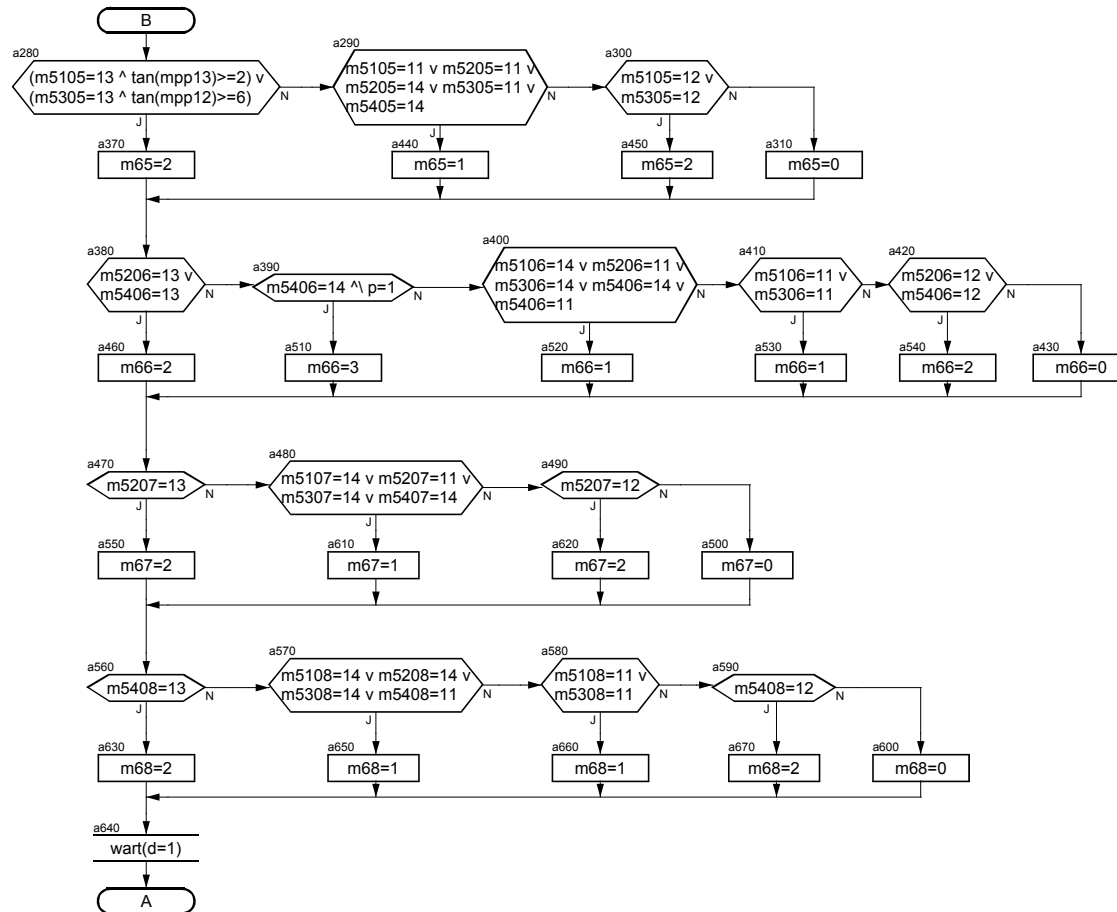 B
a280
(m5105=13 ^ tan(mpp13)>=2) v
(m5305=13 ^ tan(mpp12)>=6)
N
J
a290
m5105=11 v m5205=11 v
m5205=14 v m5305=11 v
m5405=14
N
J
a300
m5105=12 v
m5305=12
N
J
a370
m65=2
a440
m65=1
a450
m65=2
a310
m65=0
a380
m5206=13 v
m5406=13
N
J
a390
m5406=14 ^\ p=1
N
J
a400
m5106=14 v m5206=11 v
m5306=14 v m5406=14 v
m5406=11
N
J
a410
m5106=11 v
m5306=11
N
J
a420
m5206=12 v
m5406=12
N
J
a460
m66=2
a510
m66=3
a520
m66=1
a530
m66=1
a540
m66=2
a430
m66=0
a470
m5207=13
N
J
a480
m5107=14 v m5207=11 v
m5307=14 v m5407=14
N
J
a490
m5207=12
N
J
a550
m67=2
a610
m67=1
a620
m67=2
a500
m67=0
a560
m5408=13
N
J
a570
m5108=14 v m5208=14 v
m5308=14 v m5408=11
N
J
a580
m5108=11 v
m5308=11
N
J
a590
m5408=12
N
J
a630
m68=2
a650
m68=1
a660
m68=1
a670
m68=2
a600
m68=0
a640
wart(d=1)
A